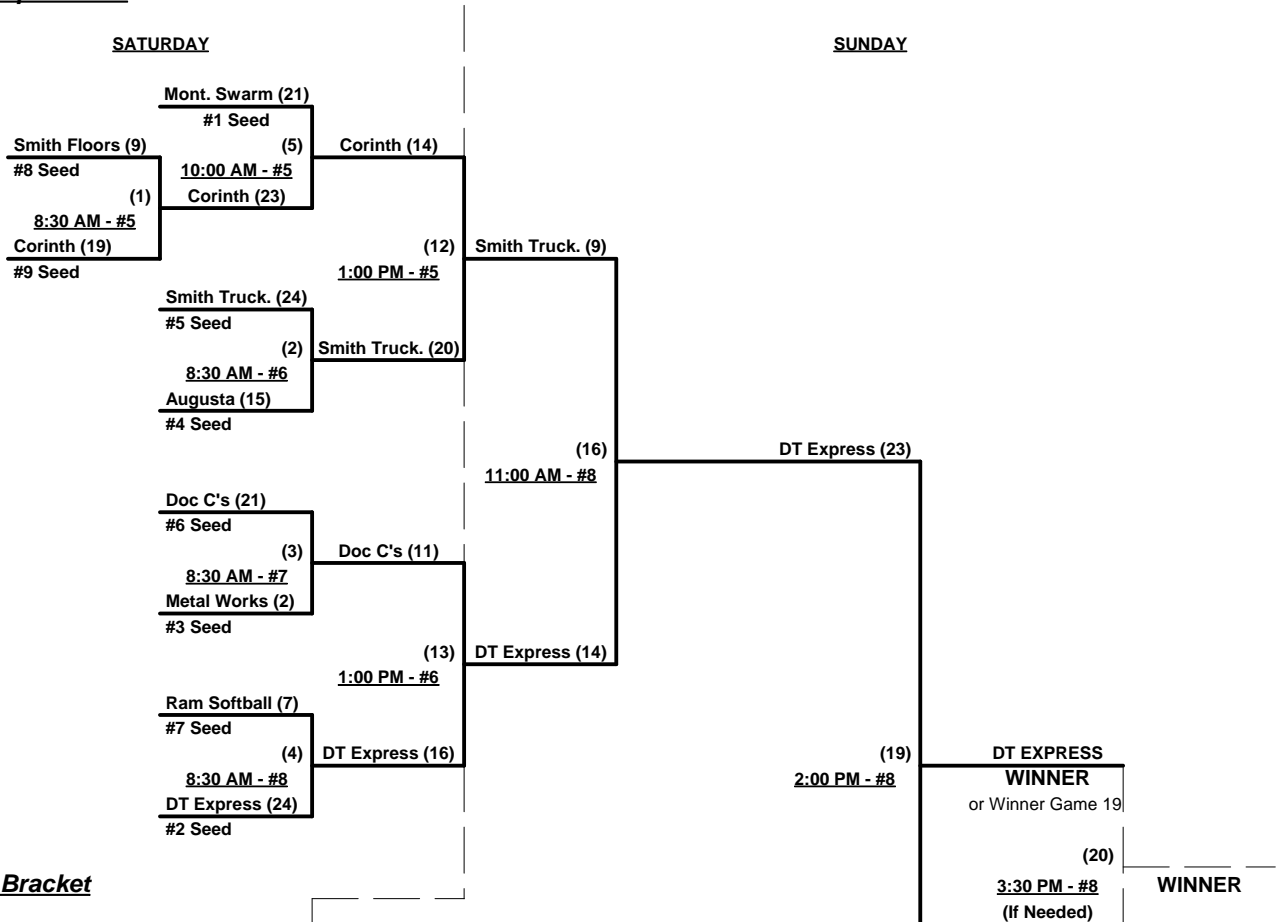 SATURDAY
SUNDAY
Mont. Swarm (21)
#1 Seed
Smith Floors (9)
(5)
Corinth (14)
#8 Seed
10:00 AM - #5
(1)
Corinth (23)
8:30 AM - #5
Corinth (19)
(12)
Smith Truck. (9)
#9 Seed
1:00 PM - #5
Smith Truck. (24)
#5 Seed
(2)
Smith Truck. (20)
8:30 AM - #6
Augusta (15)
#4 Seed
(16)
DT Express (23)
11:00 AM - #8
Doc C's (21)
#6 Seed
(3)
Doc C's (11)
8:30 AM - #7
Metal Works (2)
#3 Seed
(13)
DT Express (14)
1:00 PM - #6
Ram Softball (7)
#7 Seed
(4)
DT Express (16)
(19)
DT EXPRESS
8:30 AM - #8
2:00 PM - #8
WINNER
DT Express (24)
or Winner Game 19
#2 Seed
(20)
Bracket
3:30 PM - #8
WINNER
(If Needed)